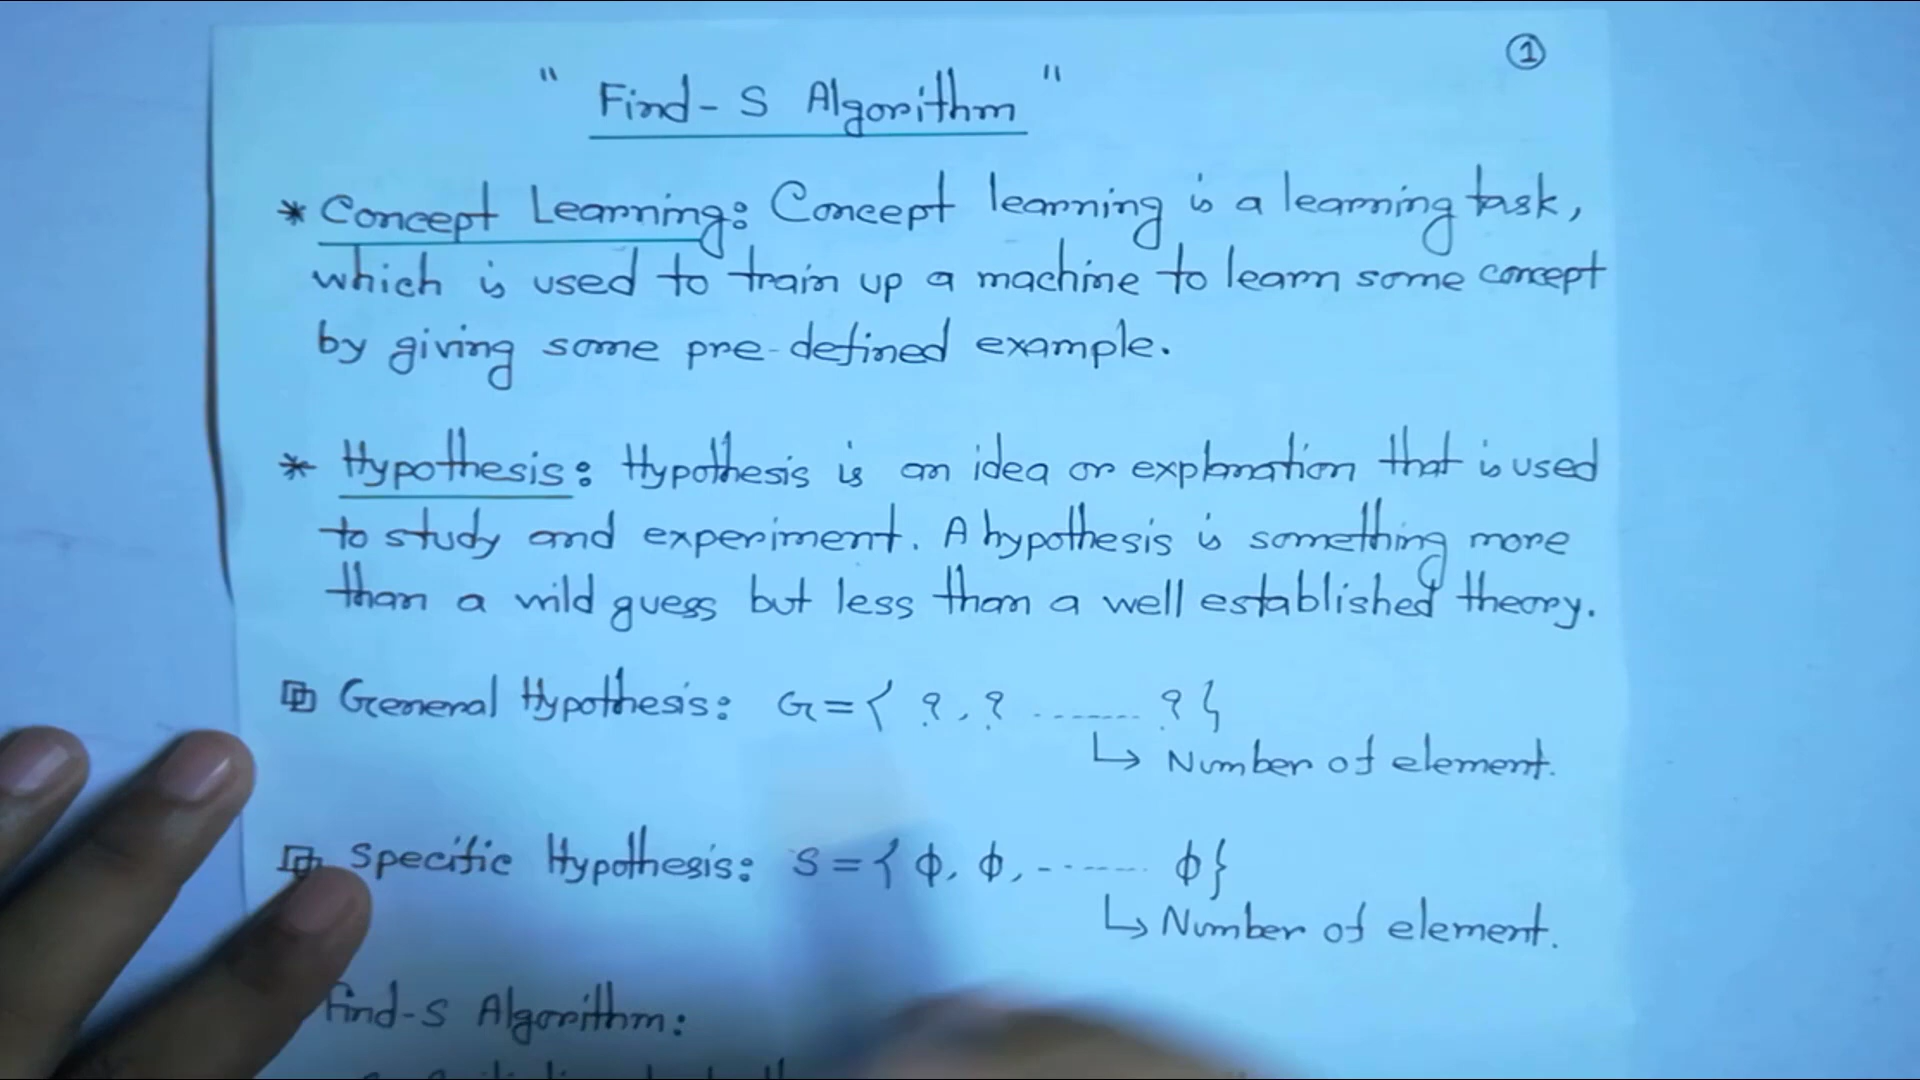 ①
" Find-S Algorithm "
* Concept Learning: Concept learning is a learning task,
which is used to train up a machine to learn some concept
by giving some pre-defined example.
* Hypothesis: Hypothesis is an idea or explanation that is used
to study and experiment. A hypothesis is something more
than a wild guess but less than a well established theory.
General Hypothesis: G={ ?, ? ....... ? }
↳ Number of element.
Specific Hypothesis: S={ ϕ, ϕ, ....... ϕ}
↳ Number of element.
Find-S Algorithm: